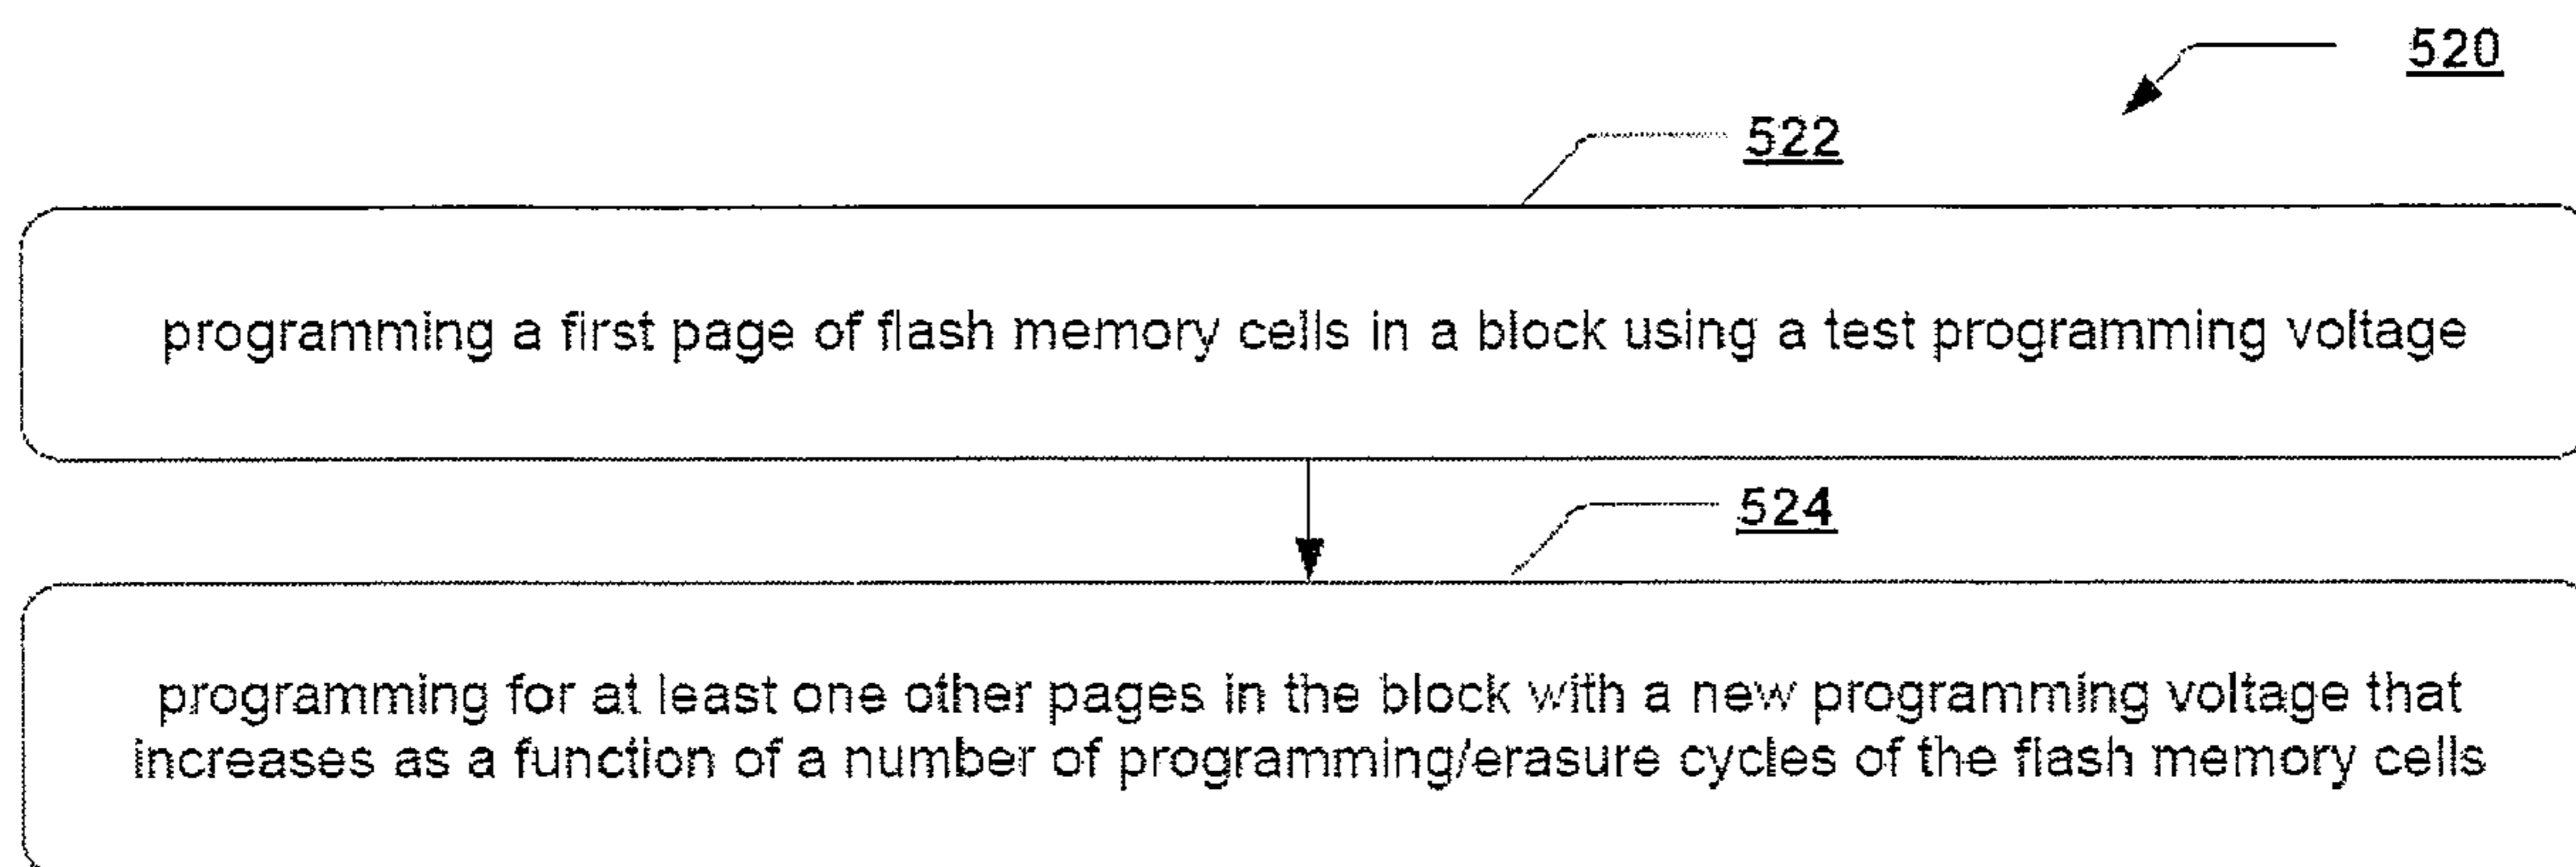 520
522
programming a first page of flash memory cells in a block using a test programming voltage
524
programming for at least one other pages in the block with a new programming voltage that
increases as a function of a number of programming/erasure cycles of the flash memory cells